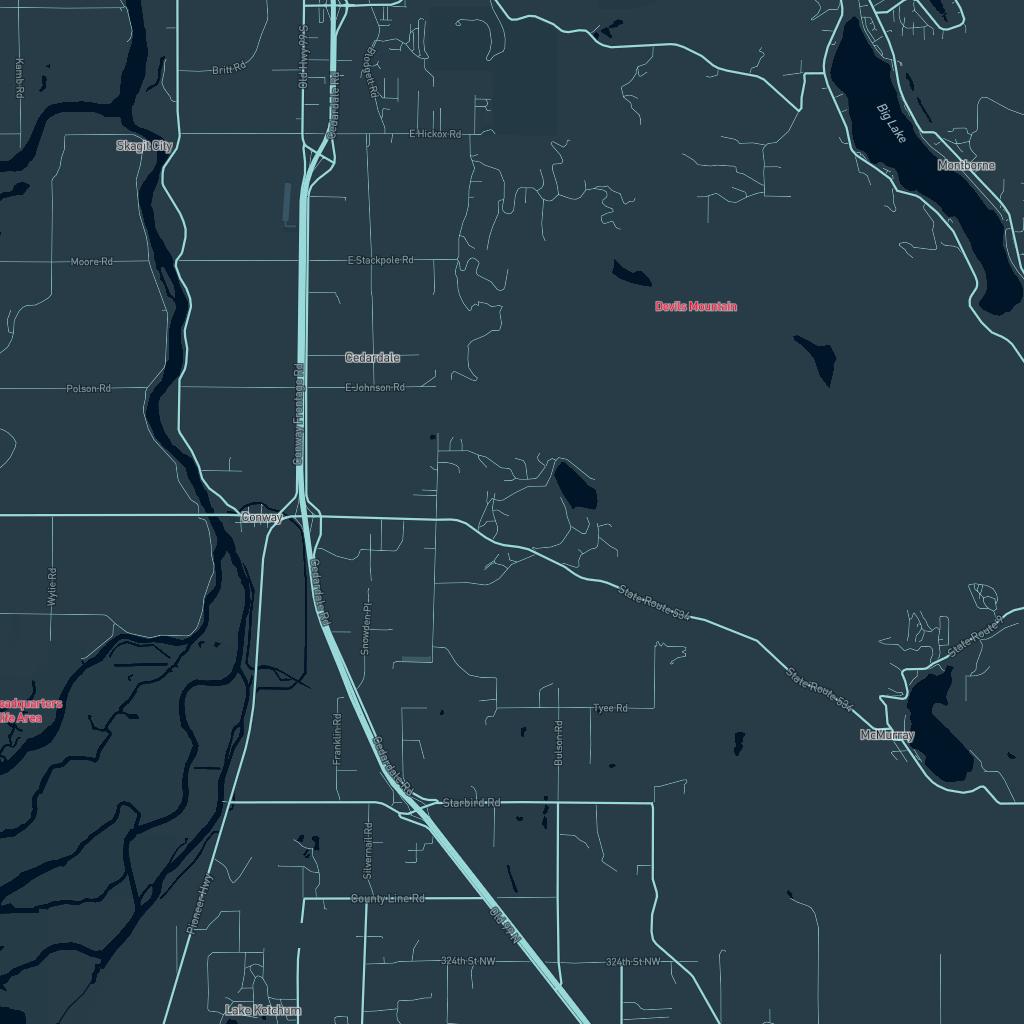 Kamb Rd
Britt Rd
Old Hwy 99 S
Blodgett Rd
Cedardale Rd
E Hickox Rd
Big Lake
Skagit City
Montborne
Moore Rd
E Stackpole Rd
Devils Mountain
Cedardale
Polson Rd
E Johnson Rd
Conway Frontage Rd
Conway
Wylie Rd
Cedardale Rd
Snowden Pl
State Route 534
State Route 9
State Route 534
eadquarters
life Area
Tyee Rd
Franklin Rd
Bulson Rd
McMurray
Cedardale Rd
Starbird Rd
Silvernail Rd
County Line Rd
Pioneer Hwy
Old 99 N
324th St NW
324th St NW
Lake Ketchum